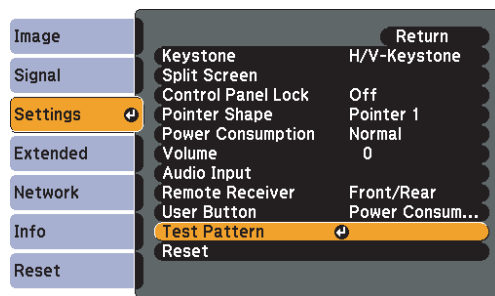 Image
Signal
Settings
Extended
Network
Info
Reset
Return
Keystone H/V-Keystone
Split Screen
Control Panel Lock Off
Pointer Shape Pointer 1
Power Consumption Normal
Volume 0
Audio Input
Remote Receiver Front/Rear
User Button Power Consum...
Test Pattern
Reset